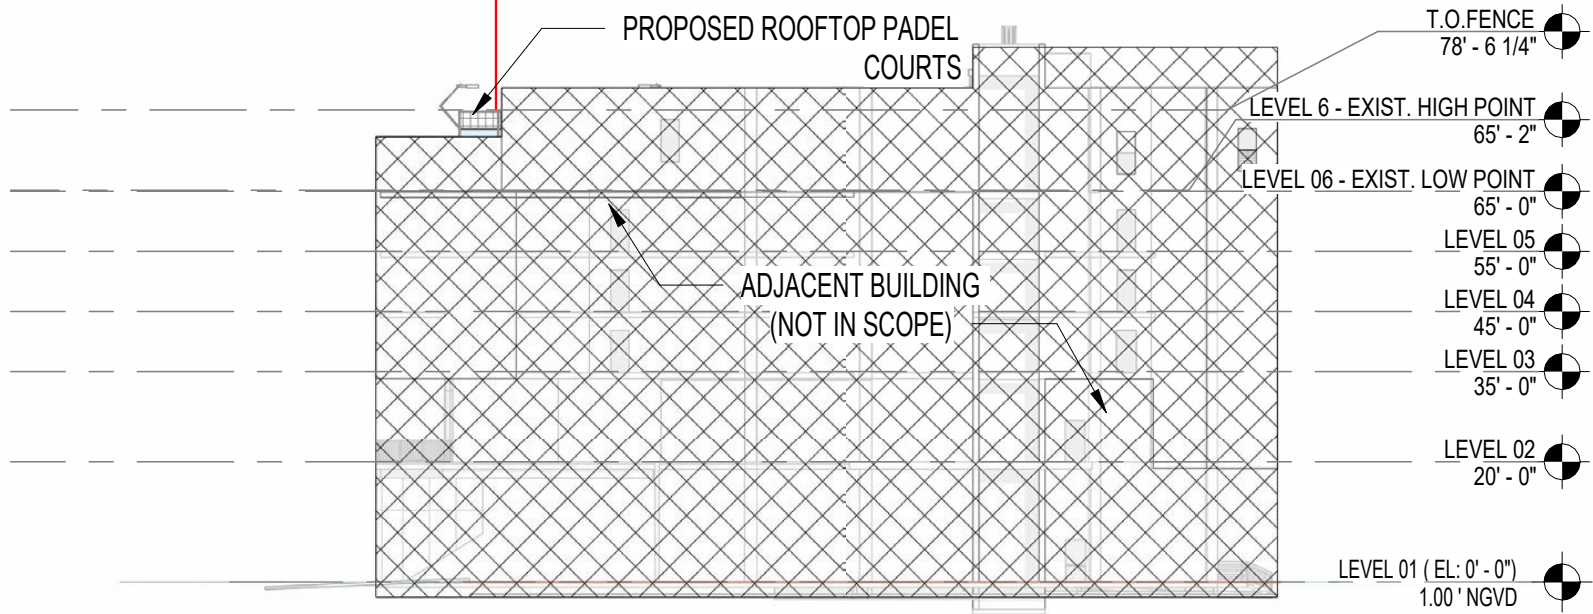 PROPOSED ROOFTOP PADEL
COURTS
T.O.FENCE
78' - 6 1/4"
LEVEL 6 - EXIST. HIGH POINT
65' - 2"
LEVEL 06 - EXIST. LOW POINT
65' - 0"
LEVEL 05
55' - 0"
ADJACENT BUILDING
(NOT IN SCOPE)
LEVEL 04
45' - 0"
LEVEL 03
35' - 0"
LEVEL 02
20' - 0"
LEVEL 01 ( EL: 0' - 0")
1.00 ' NGVD